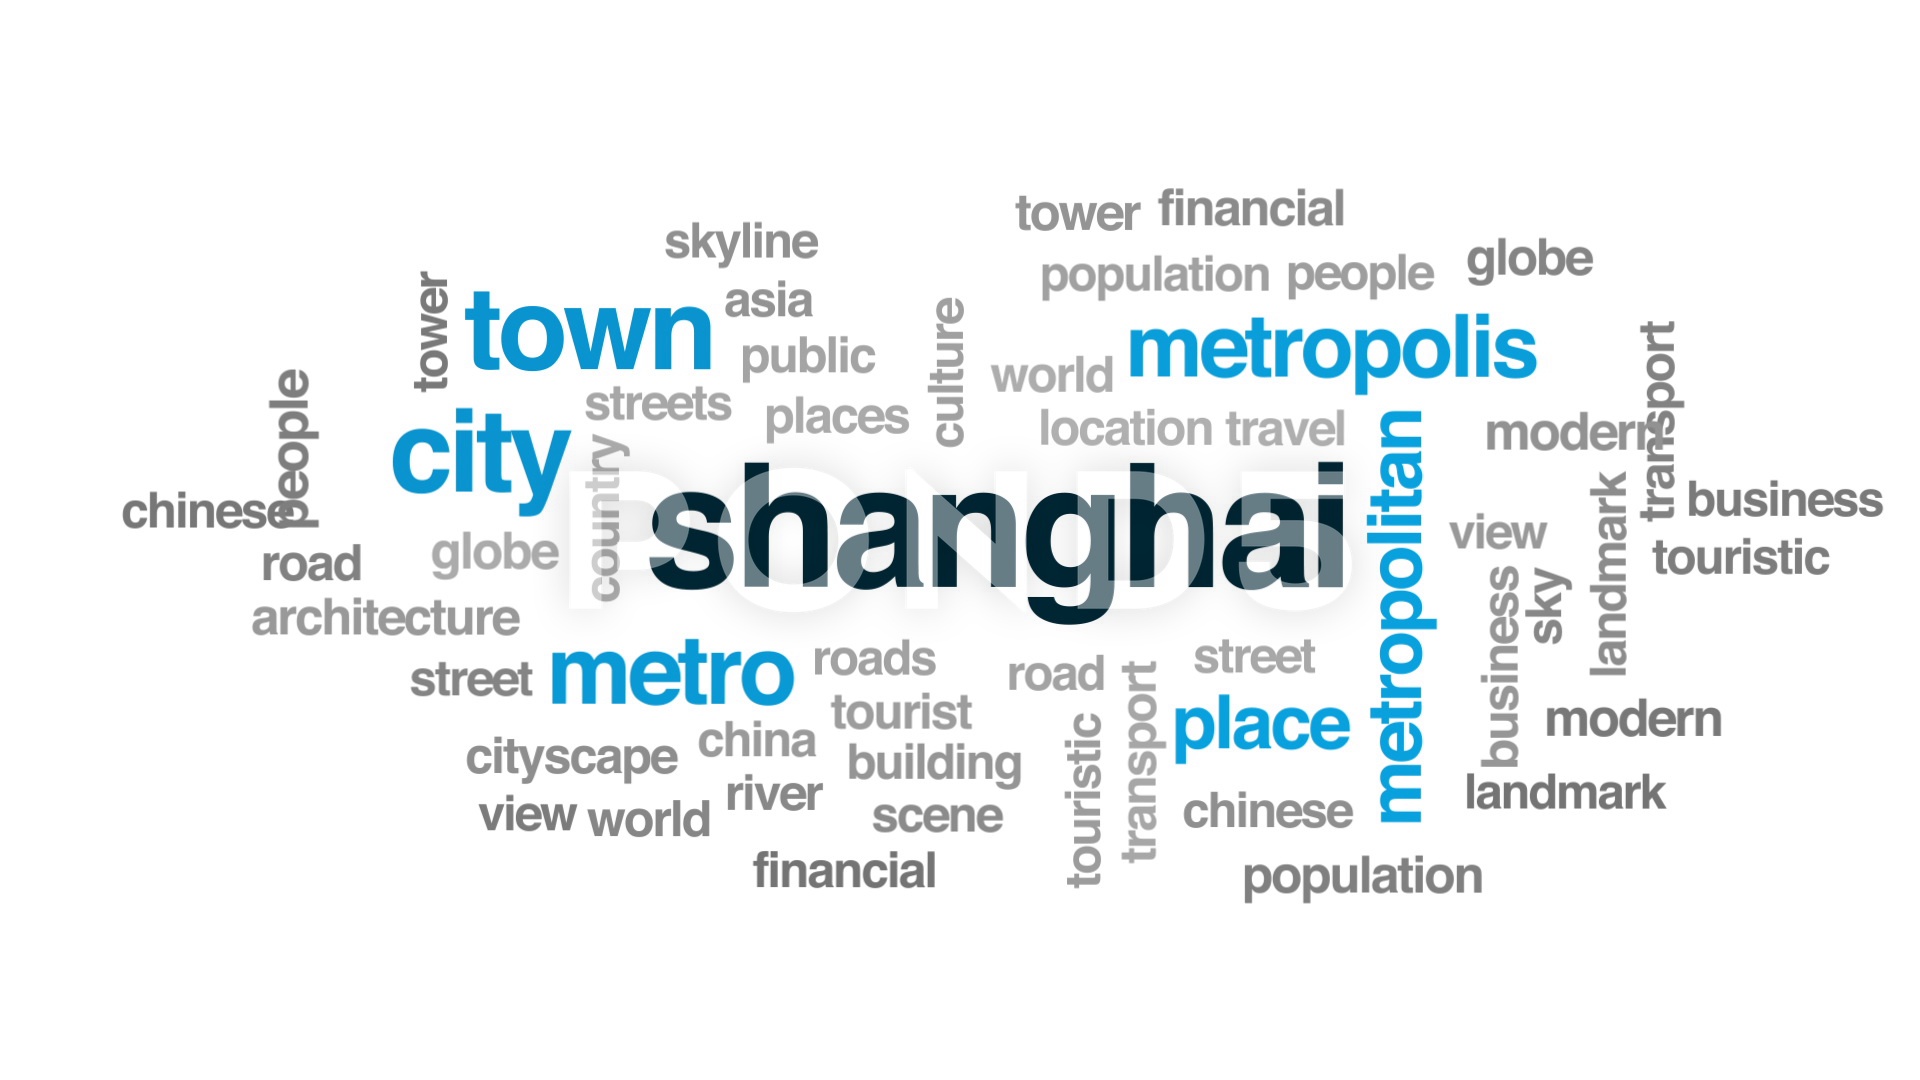 tower financial
skyline
population people globe
tower
town
asia
culture
public
world
metropolis
transport
people
streets
places
location travel
modern
city
country
shanghai
metropolitan
landmark
business
chinese
POND5
view
touristic
road
globe
business
sky
architecture
street
metro
roads
road
transport
street
tourist
touristic
place
modern
cityscape
china
building
landmark
view
world
river
scene
chinese
financial
population